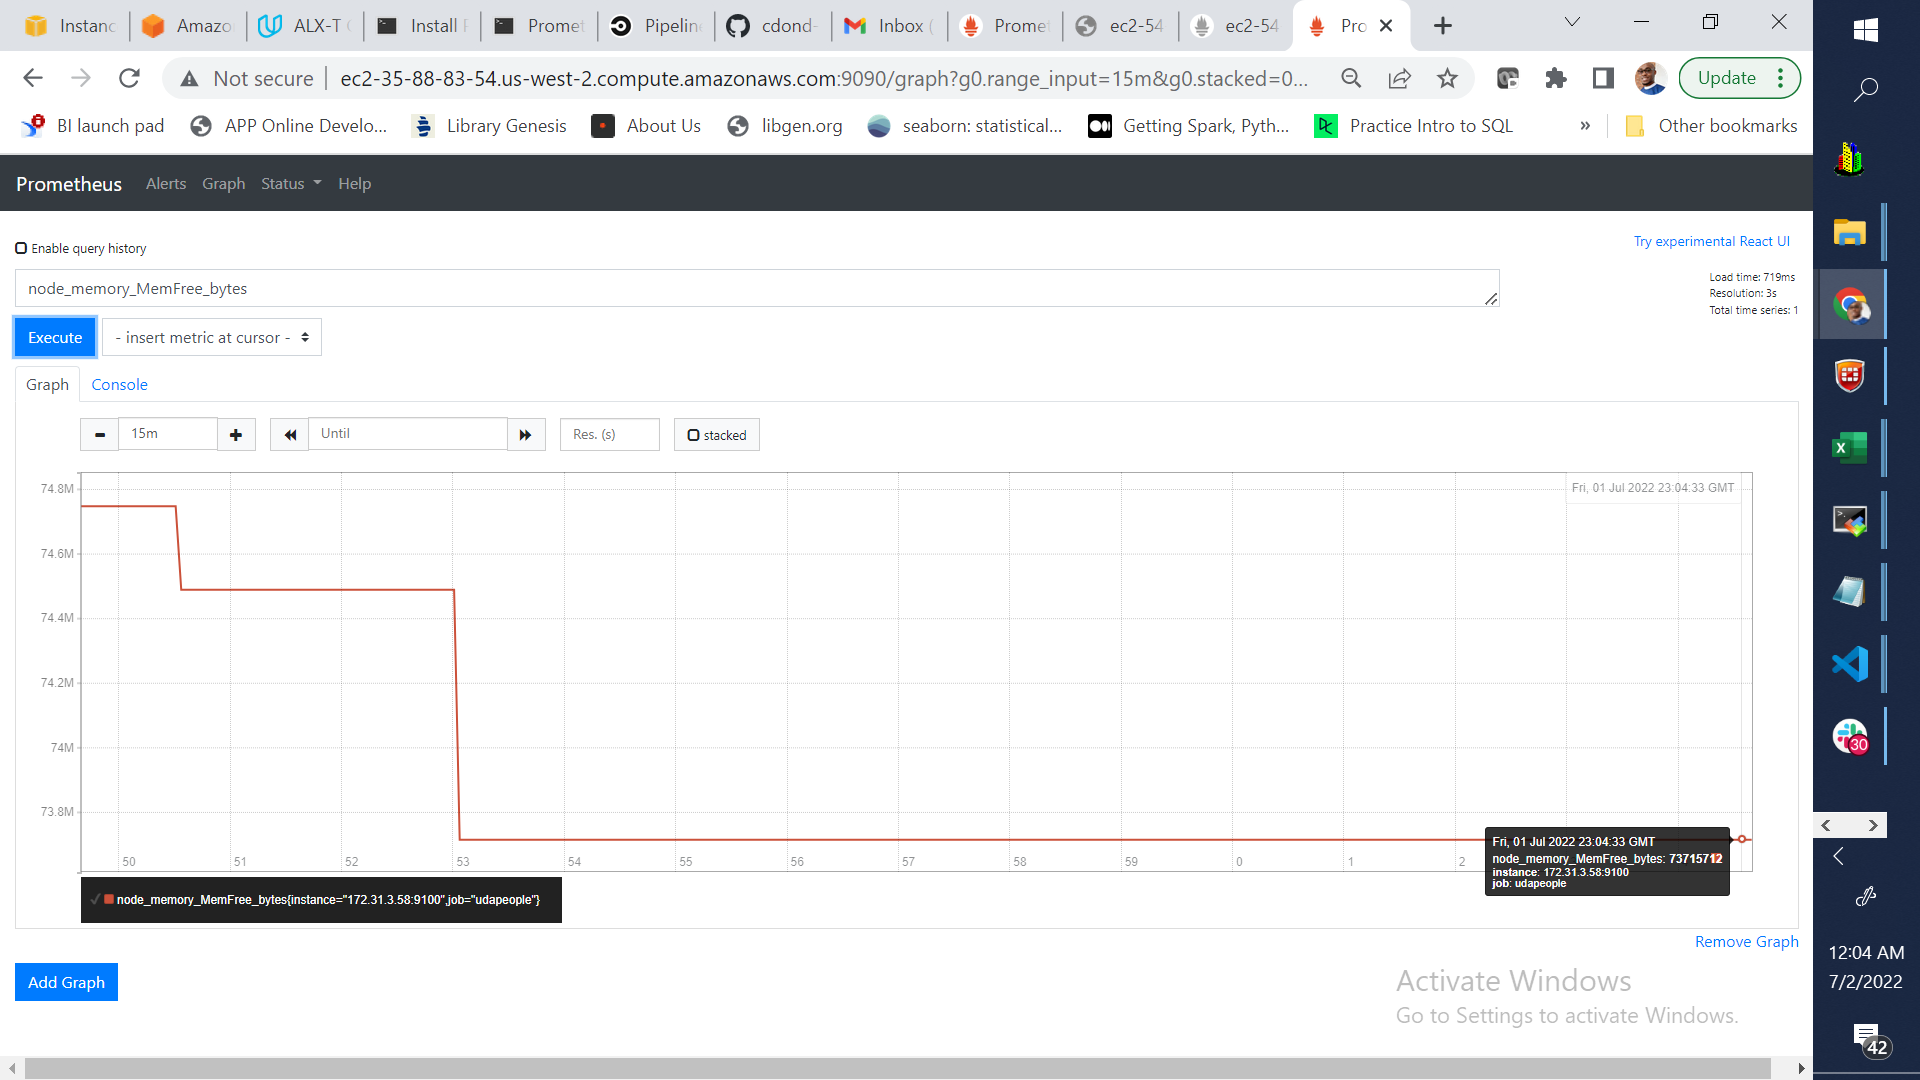 Instanc
Amazo
ALX-T
Install
Promet
Pipeline
cdond-
Inbox (
Promet
ec2-54
ec2-54
Pro
Not secure
ec2-35-88-83-54.us-west-2.compute.amazonaws.com:9090/graph?g0.range_input=15m&g0.stacked=0...
Update
BI launch pad
APP Online Develo...
Library Genesis
About Us
libgen.org
seaborn: statistical...
Getting Spark, Pyth...
Practice Intro to SQL
»
Other bookmarks
Prometheus Alerts Graph Status Help
Enable query history
Try experimental React UI
node_memory_MemFree_bytes
Load time: 719ms
Resolution: 3s
Total time series: 1
Execute
- insert metric at cursor -
Graph
Console
15m
Until
Res. (s)
stacked
Fri, 01 Jul 2022 23:04:33 GMT
74.8M
74.6M
74.4M
74.2M
74M
73.8M
50 51 52 53 54 55 56 57 58 59 0 1 2
Fri, 01 Jul 2022 23:04:33 GMT
node_memory_MemFree_bytes: 73715712
instance: 172.31.3.58:9100
job: udapeople
node_memory_MemFree_bytes{instance="172.31.3.58:9100",job="udapeople"}
Remove Graph
Add Graph
Activate Windows
Go to Settings to activate Windows.
30
12:04 AM
7/2/2022
42